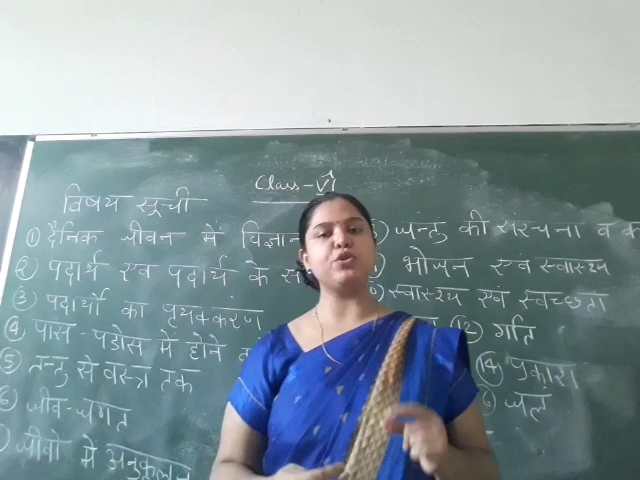 Class-VI
विषय सूची
① दैनिक जीवन में विज्ञान
② पदार्थ एवं पदार्थ के
③ पदार्थो का पृथक्करण
④ पास-पड़ोस में होने
⑤ तन्तु से वस्त्र तक
⑥ जीव-जगत
जीवो में अनुकूलन
जन्तु की संरचना व
भोजन एवं स्वास्थ्य
स्वास्थ्य एवं स्वच्छता
⑫ गति
⑭ प्रकाश
जल